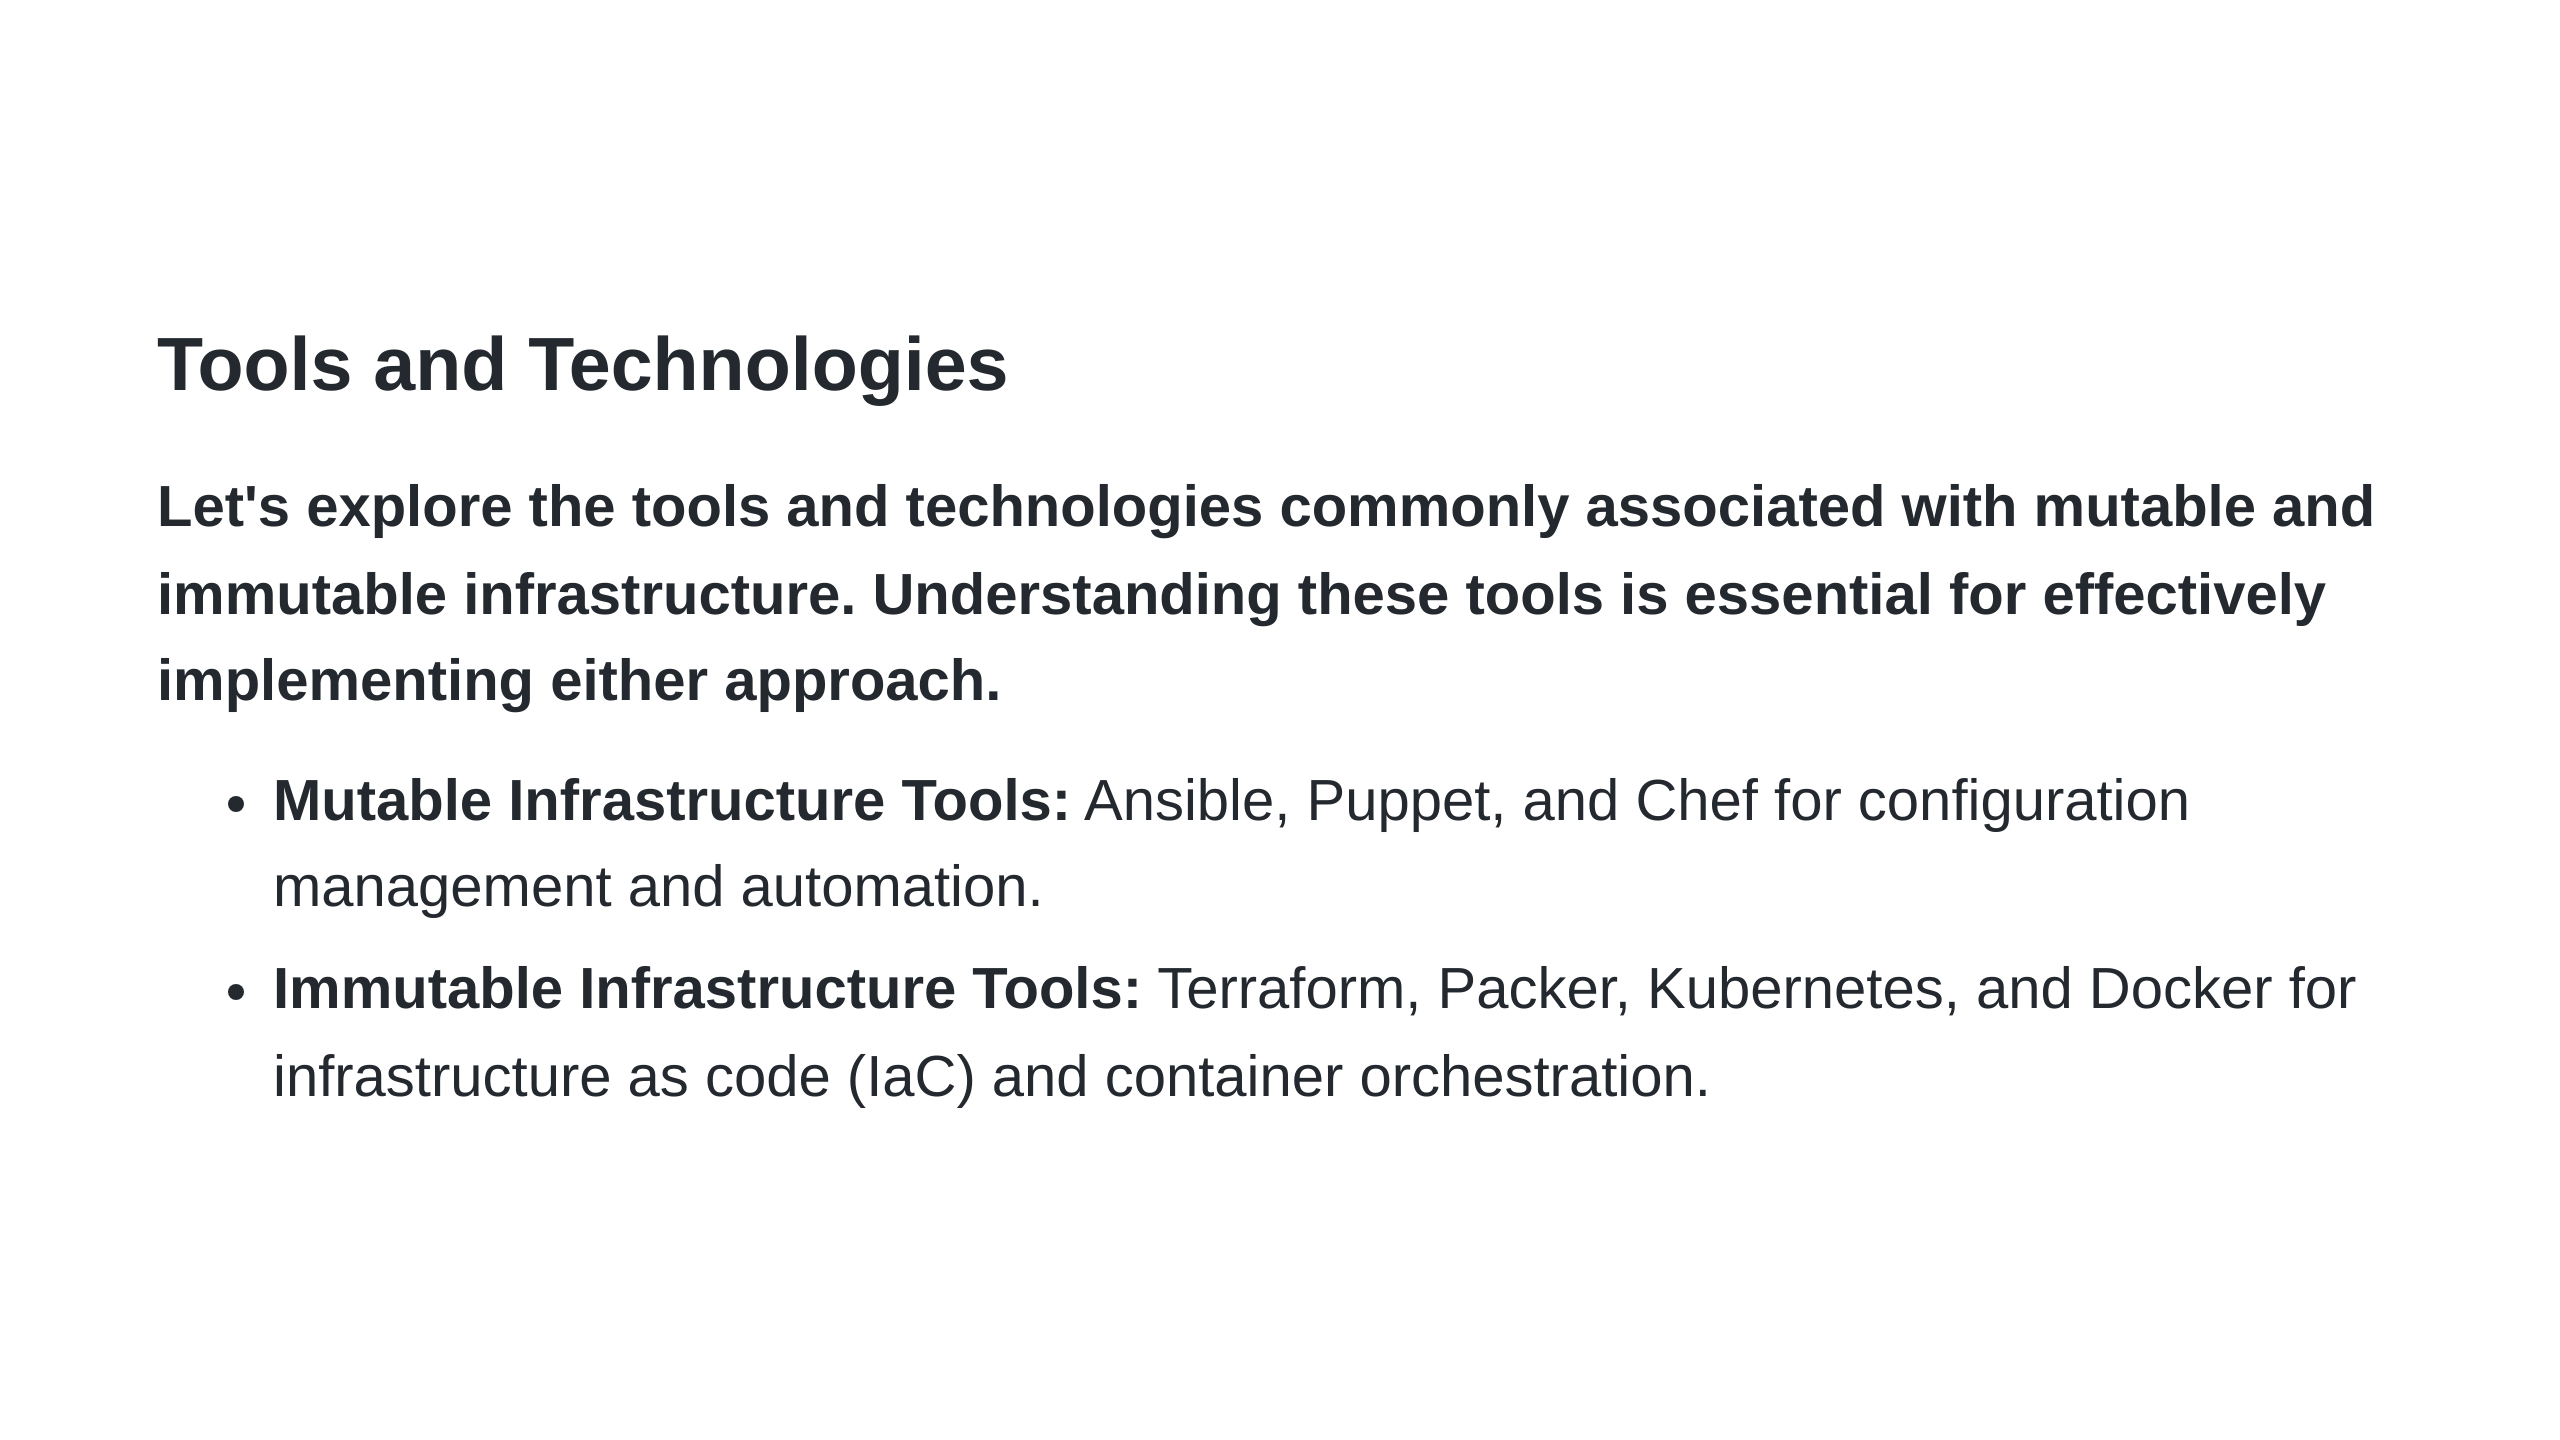 Tools and Technologies
Let's explore the tools and technologies commonly associated with mutable and
immutable infrastructure. Understanding these tools is essential for effectively
implementing either approach.
• Mutable Infrastructure Tools: Ansible, Puppet, and Chef for configuration
management and automation.
• Immutable Infrastructure Tools: Terraform, Packer, Kubernetes, and Docker for
infrastructure as code (IaC) and container orchestration.